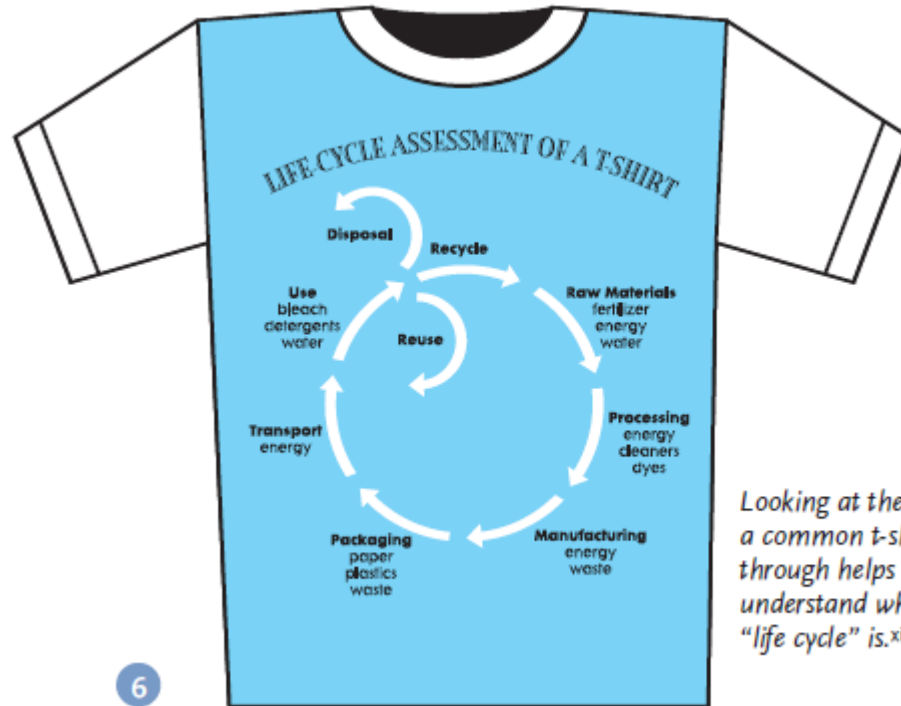 LIFE-CYCLE ASSESSMENT OF A T-SHIRT
Disposal
Recycle
Raw Materials
fertilizer
energy
water
Use
bleach
detergents
water
Reuse
Processing
energy
cleaners
dyes
Transport
energy
Manufacturing
energy
waste
Packaging
paper
plastics
waste
Looking at the
a common t-s
through helps
understand w
“life cycle” is.
6